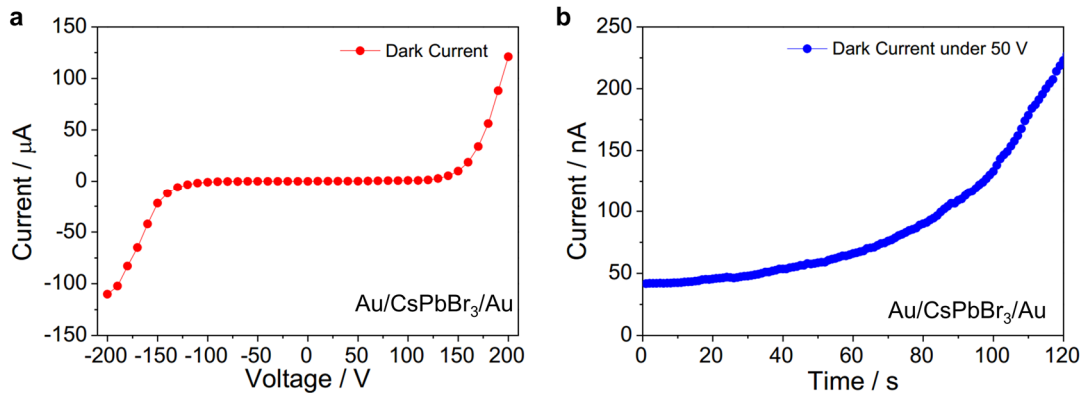 a
150
100
50
0
-50
-100
-150
Current / μA
Dark Current
Au/CsPbBr3/Au
-200 -150 -100 -50 0 50 100 150 200
Voltage / V
b
250
200
150
100
50
0
Current / nA
Dark Current under 50 V
Au/CsPbBr3/Au
0 20 40 60 80 100 120
Time / s